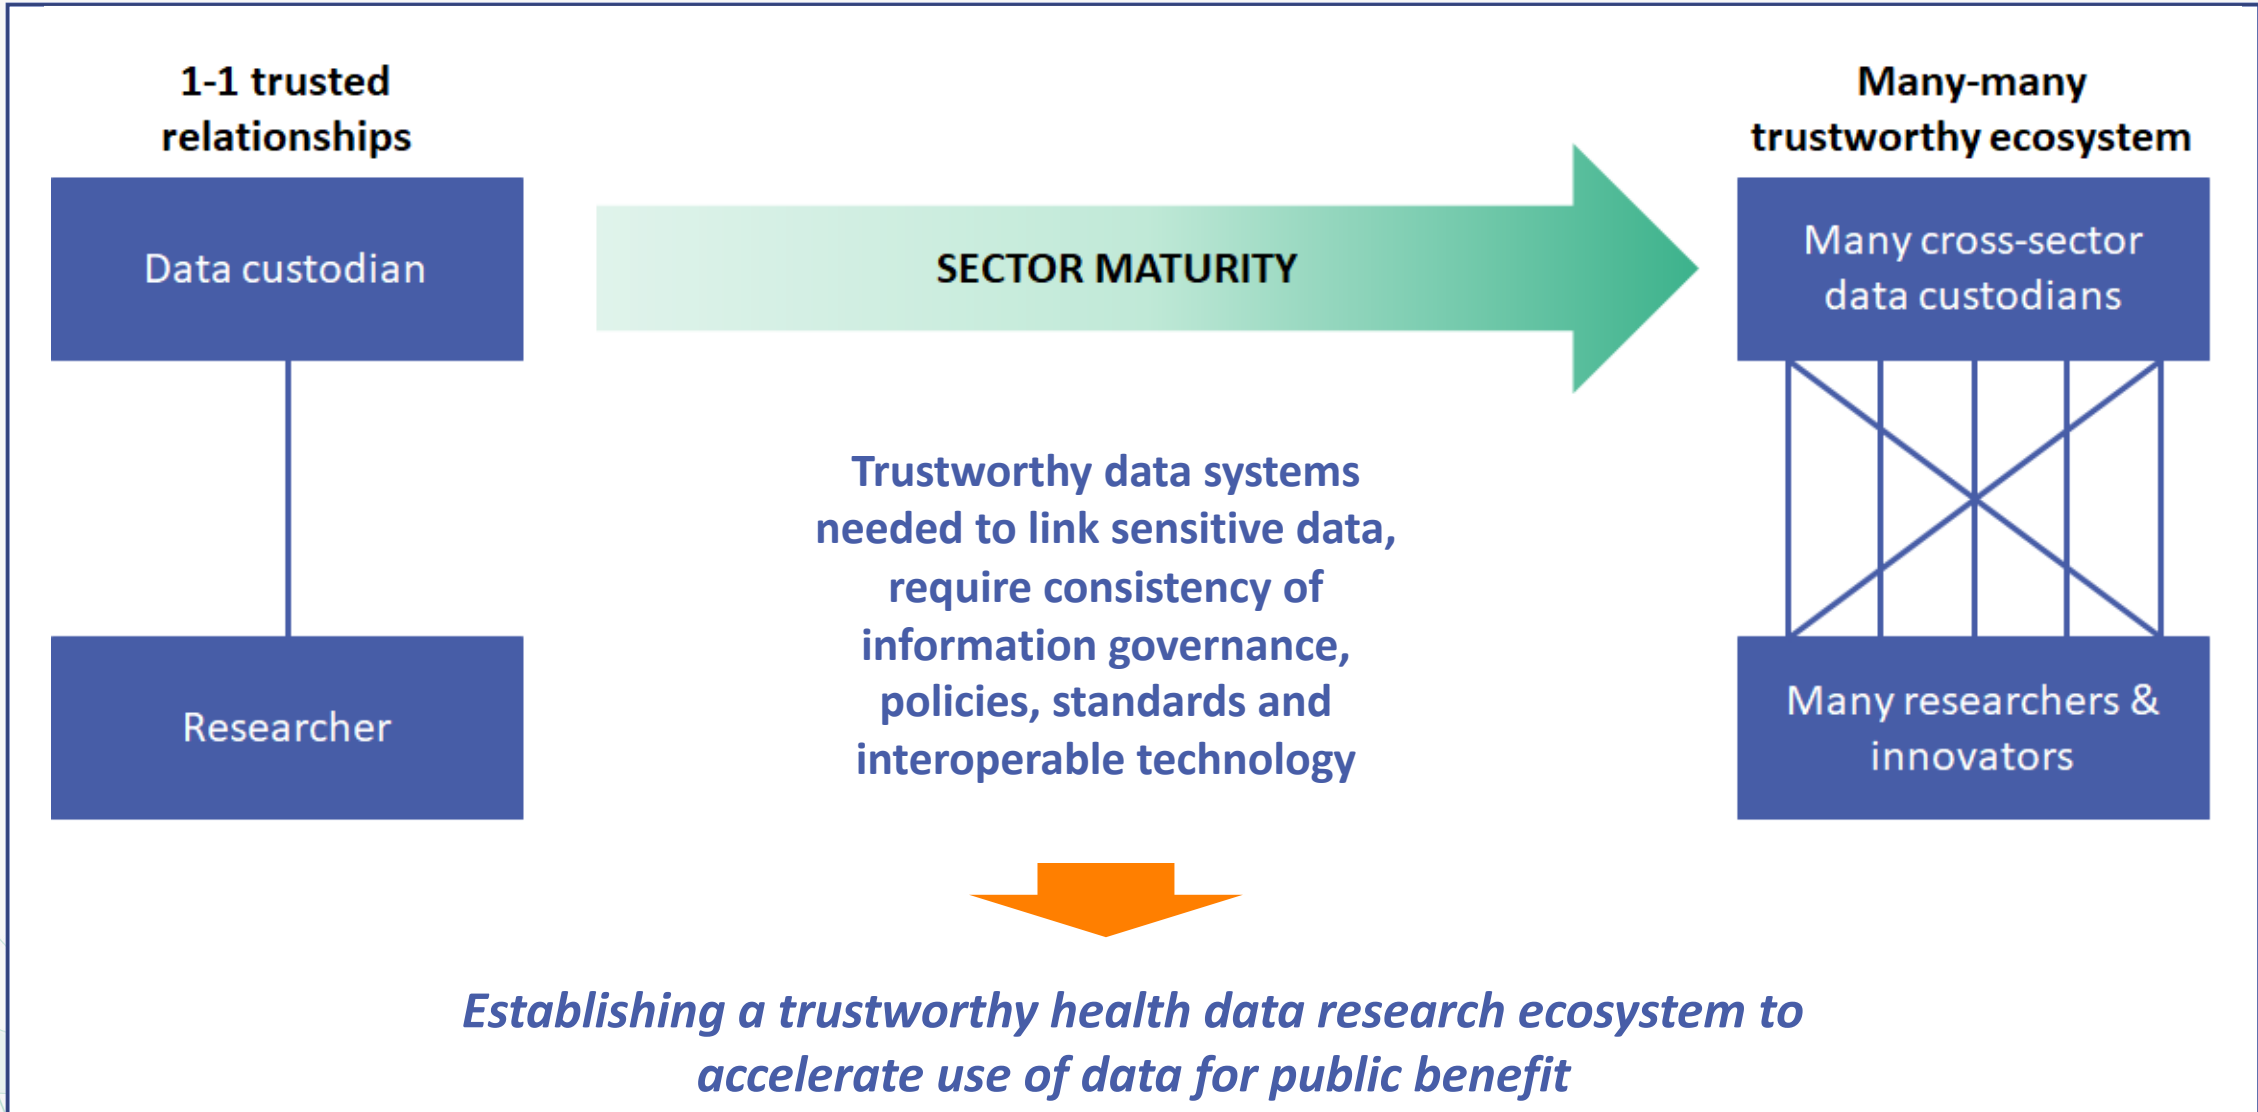 1-1 trusted
relationships
Data custodian
Researcher
SECTOR MATURITY
Trustworthy data systems
needed to link sensitive data,
require consistency of
information governance,
policies, standards and
interoperable technology
Many-many
trustworthy ecosystem
Many cross-sector
data custodians
Many researchers &
innovators
Establishing a trustworthy health data research ecosystem to
accelerate use of data for public benefit